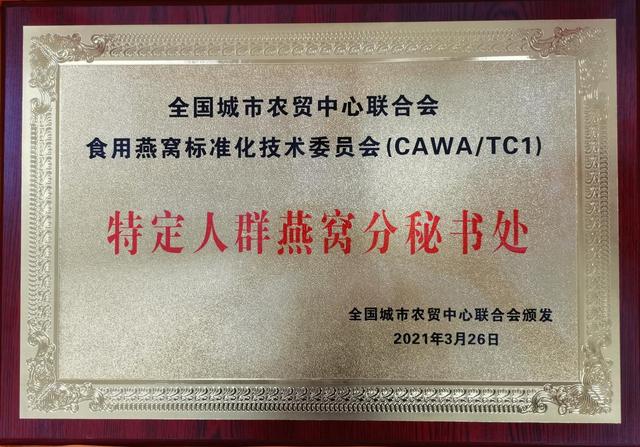 全国城市农贸中心联合会
食用燕窝标准化技术委员会(CAWA/TC1)
特定人群燕窝分秘书处
全国城市农贸中心联合会颁发
2021年3月26日